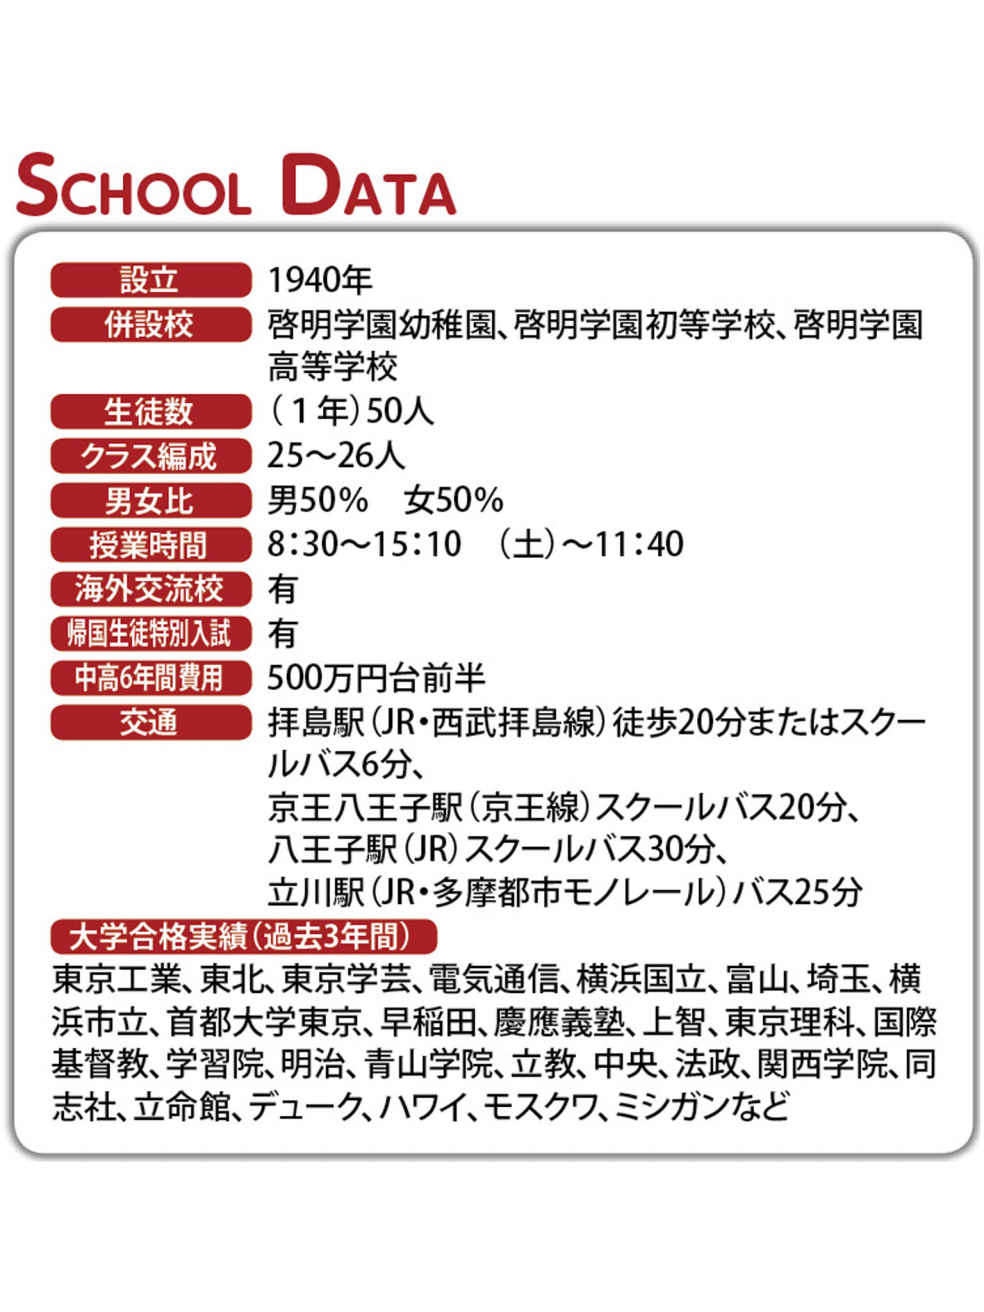 SCHOOL DATA
設立 1940年
併設校 啓明学園幼稚園、啓明学園初等学校、啓明学園
高等学校
生徒数 （１年）50人
クラス編成 25～26人
男女比 男50%　女50%
授業時間 8：30～15：10　（土）～11：40
海外交流校 有
帰国生徒特別入試 有
中高6年間費用 500万円台前半
交通 拝島駅（JR・西武拝島線）徒歩20分またはスクー
ルバス6分、
京王八王子駅（京王線）スクールバス20分、
八王子駅（JR）スクールバス30分、
立川駅（JR・多摩都市モノレール）バス25分
大学合格実績（過去3年間）
東京工業、東北、東京学芸、電気通信、横浜国立、富山、埼玉、横
浜市立、首都大学東京、早稲田、慶應義塾、上智、東京理科、国際
基督教、学習院、明治、青山学院、立教、中央、法政、関西学院、同
志社、立命館、デューク、ハワイ、モスクワ、ミシガンなど